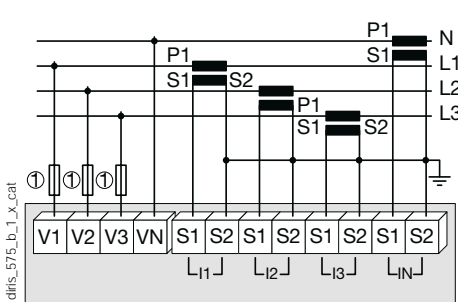 P1 N
S1 L1
P1
S1 S2 L2
P1 L3
S1 S2
① ① ①
V1 V2 V3 VN S1 S2 S1 S2 S1 S2 S1 S2
I1 I2 I3 IN
diris_575_b_1_x_cat